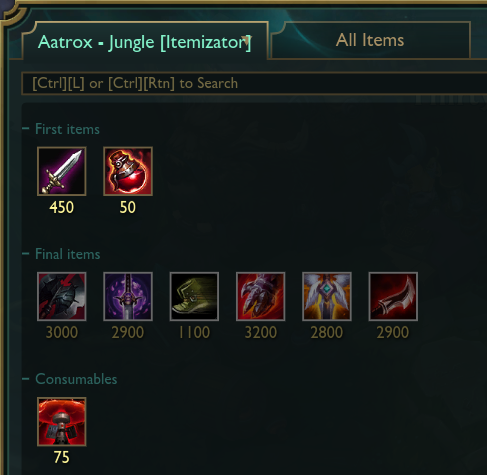 Aatrox - Jungle [Itemizator]
All Items
[Ctrl][L] or [Ctrl][Rtn] to Search
– First items
450 50
– Final items
3000 2900 1100 3200 2800 2900
– Consumables
75